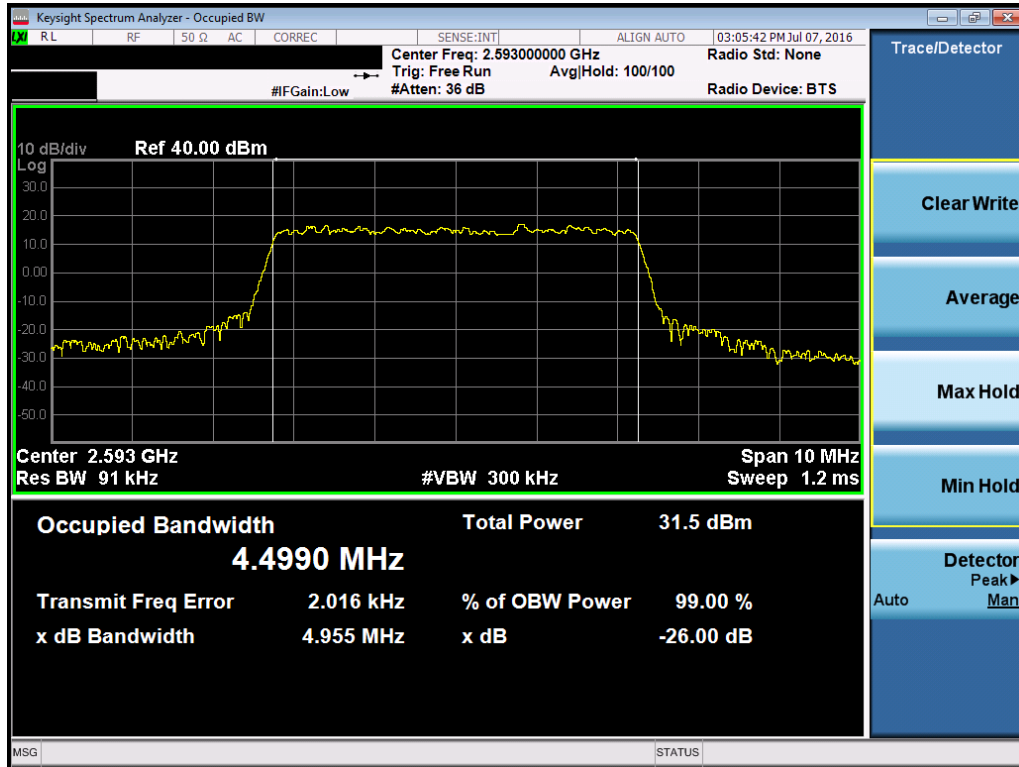 Keysight Spectrum Analyzer - Occupied BW
LXI RL RF 50 Ω AC CORREC SENSE:INT ALIGN AUTO 03:05:42 PM Jul 07, 2016
Center Freq: 2.593000000 GHz Radio Std: None
Trig: Free Run Avg|Hold: 100/100
#IFGain:Low #Atten: 36 dB Radio Device: BTS
10 dB/div Ref 40.00 dBm
Log
30.0
20.0
10.0
0.00
-10.0
-20.0
-30.0
-40.0
-50.0
Center 2.593 GHz Span 10 MHz
Res BW 91 kHz #VBW 300 kHz Sweep 1.2 ms
Occupied Bandwidth Total Power 31.5 dBm
4.4990 MHz
Transmit Freq Error 2.016 kHz % of OBW Power 99.00 %
x dB Bandwidth 4.955 MHz x dB -26.00 dB
MSG STATUS
Trace/Detector
Clear Write
Average
Max Hold
Min Hold
Detector
Peak▶
Auto Man